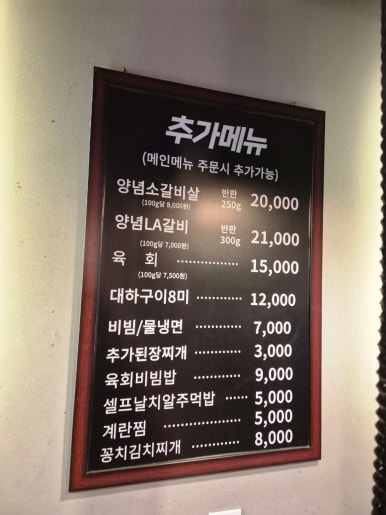 추가메뉴
(메인메뉴 주문시 추가가능)
양념소갈비살 반판 250g 20,000
(100g당 8,000원)
양념LA갈비 반판 300g 21,000
(100g당 7,000원)
육 회 ················ 15,000
(100g당 7,500원)
대하구이8미 ············ 12,000
비빔/물냉면 ············ 7,000
추가된장찌개 ············ 3,000
육회비빔밥 ·············· 9,000
셀프날치알주먹밥 ······ 5,000
계란찜 ·················· 5,000
꽁치김치찌개 ············ 8,000